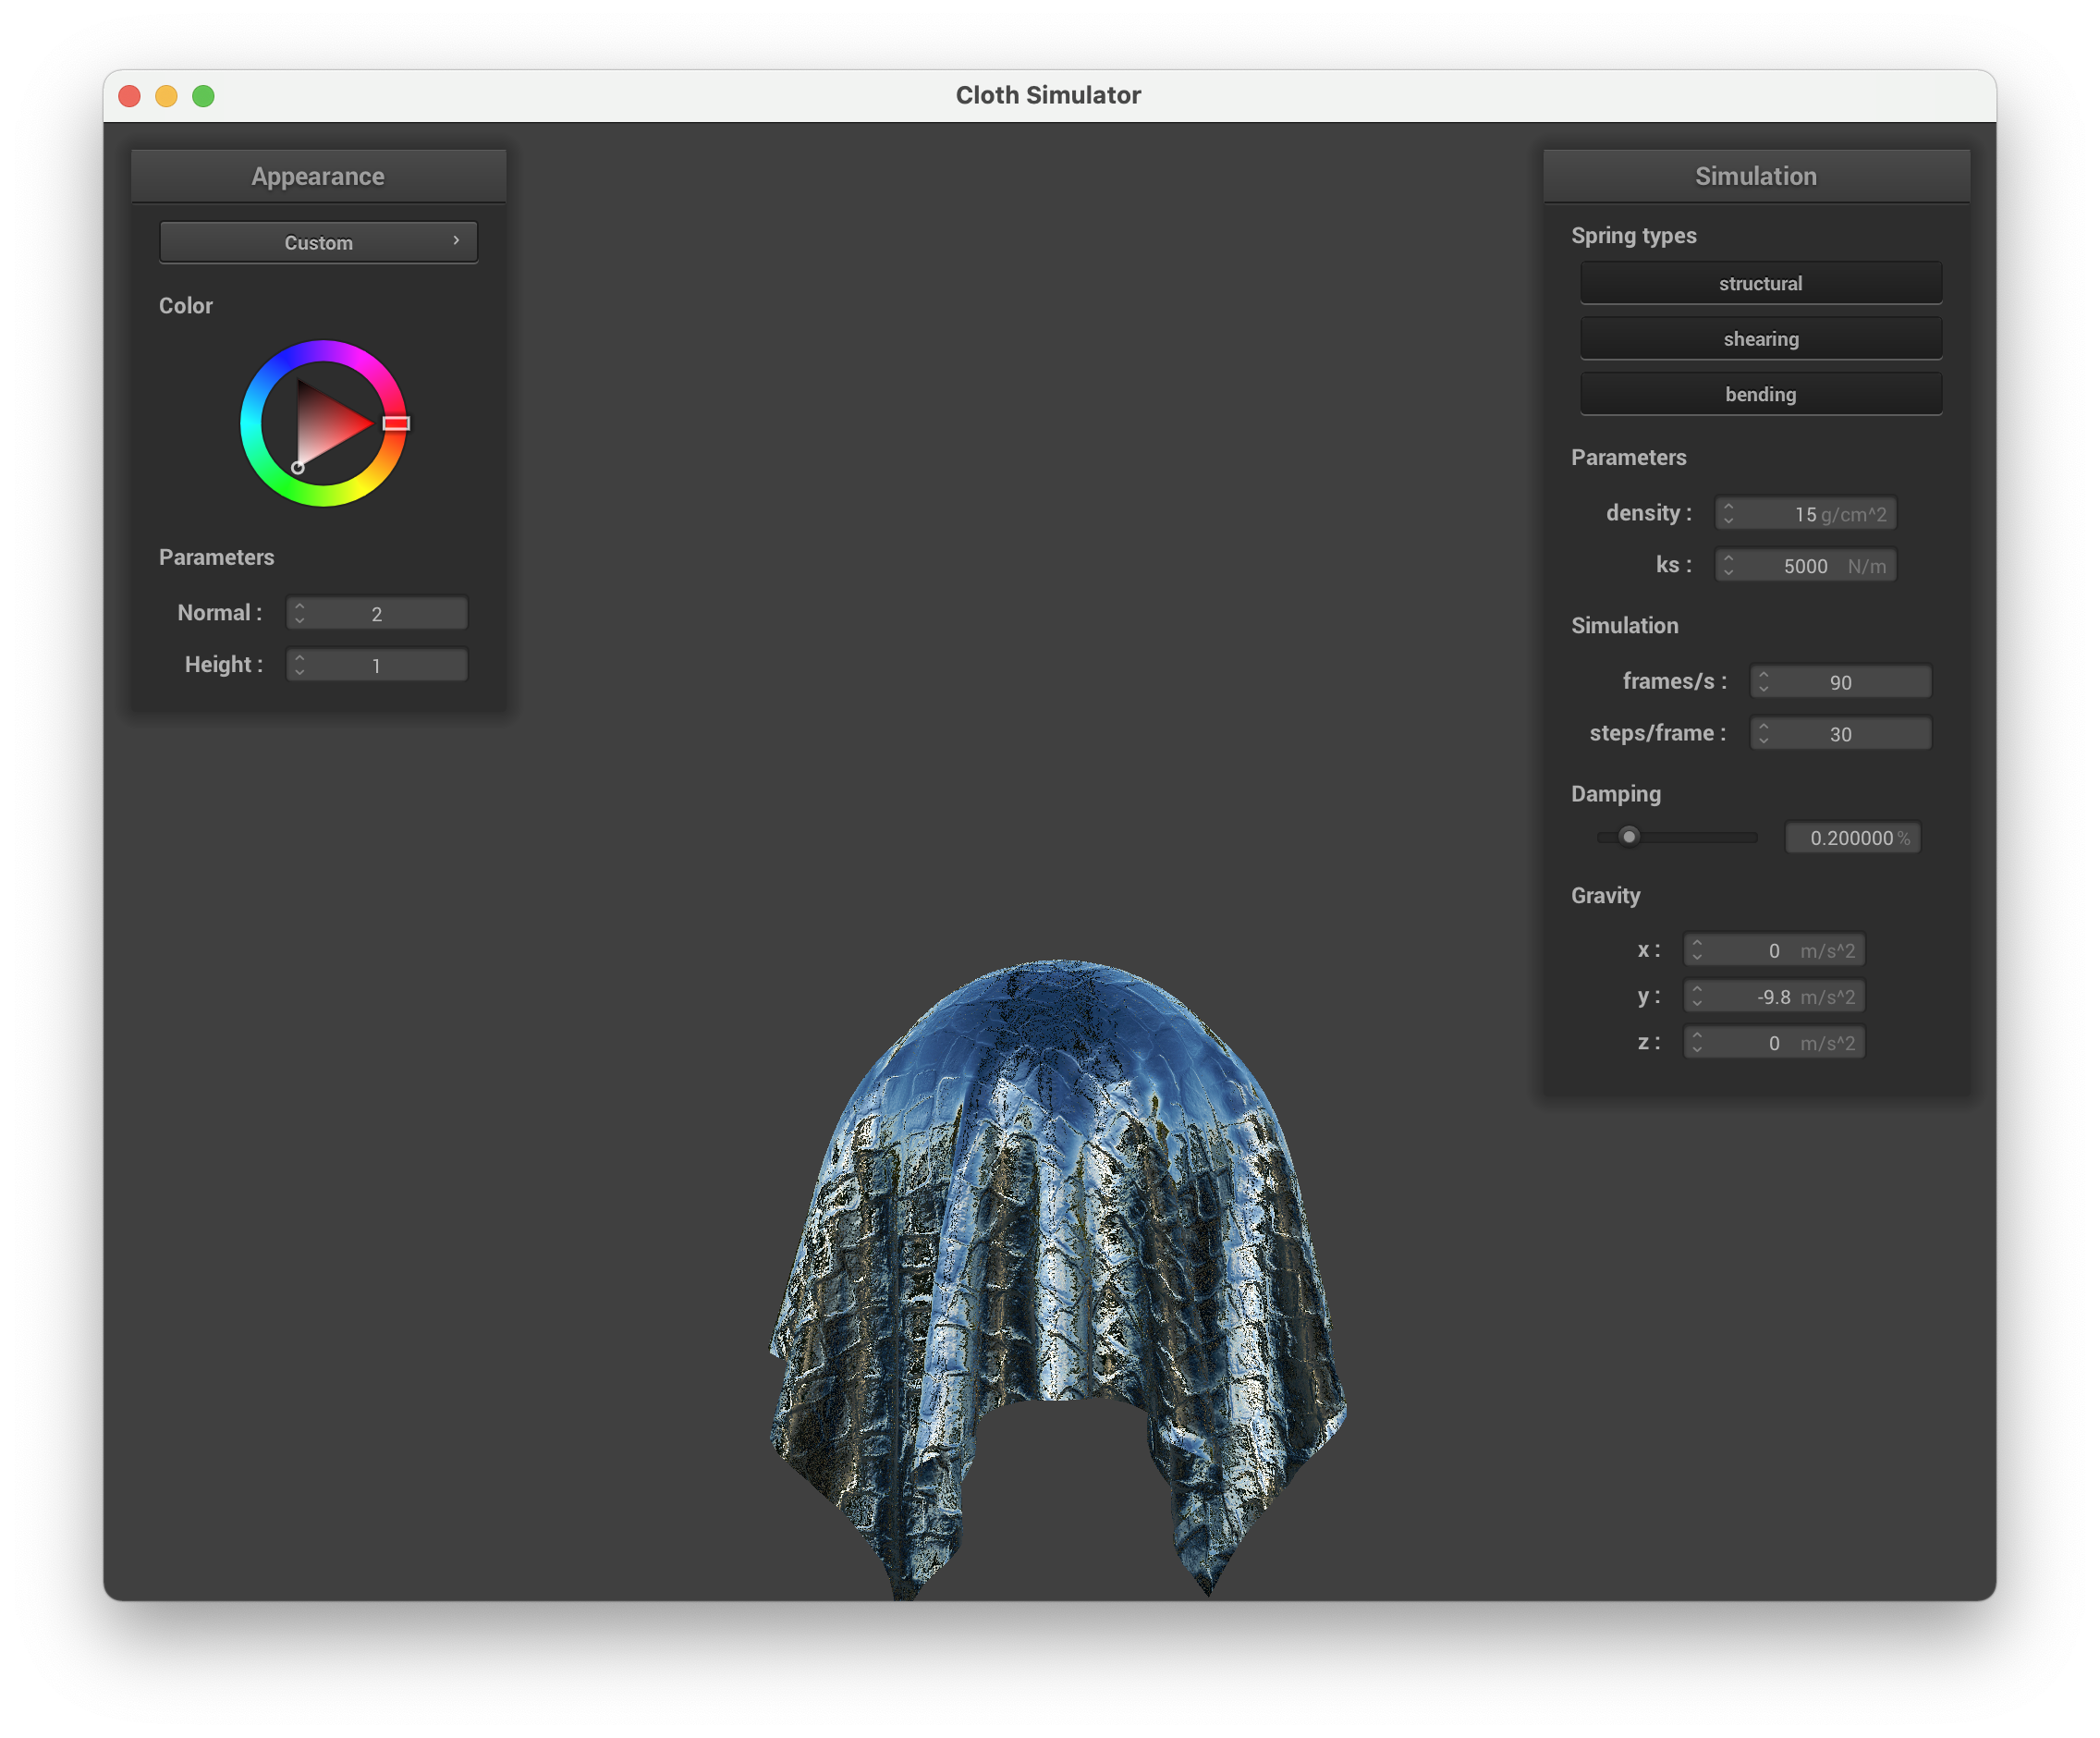 Cloth Simulator
Appearance
Custom
Color
Parameters
Normal : 2
Height : 1
Simulation
Spring types
structural
shearing
bending
Parameters
density : 15 g/cm^2
ks : 5000 N/m
Simulation
frames/s : 90
steps/frame : 30
Damping
0.200000 %
Gravity
x : 0 m/s^2
y : -9.8 m/s^2
z : 0 m/s^2